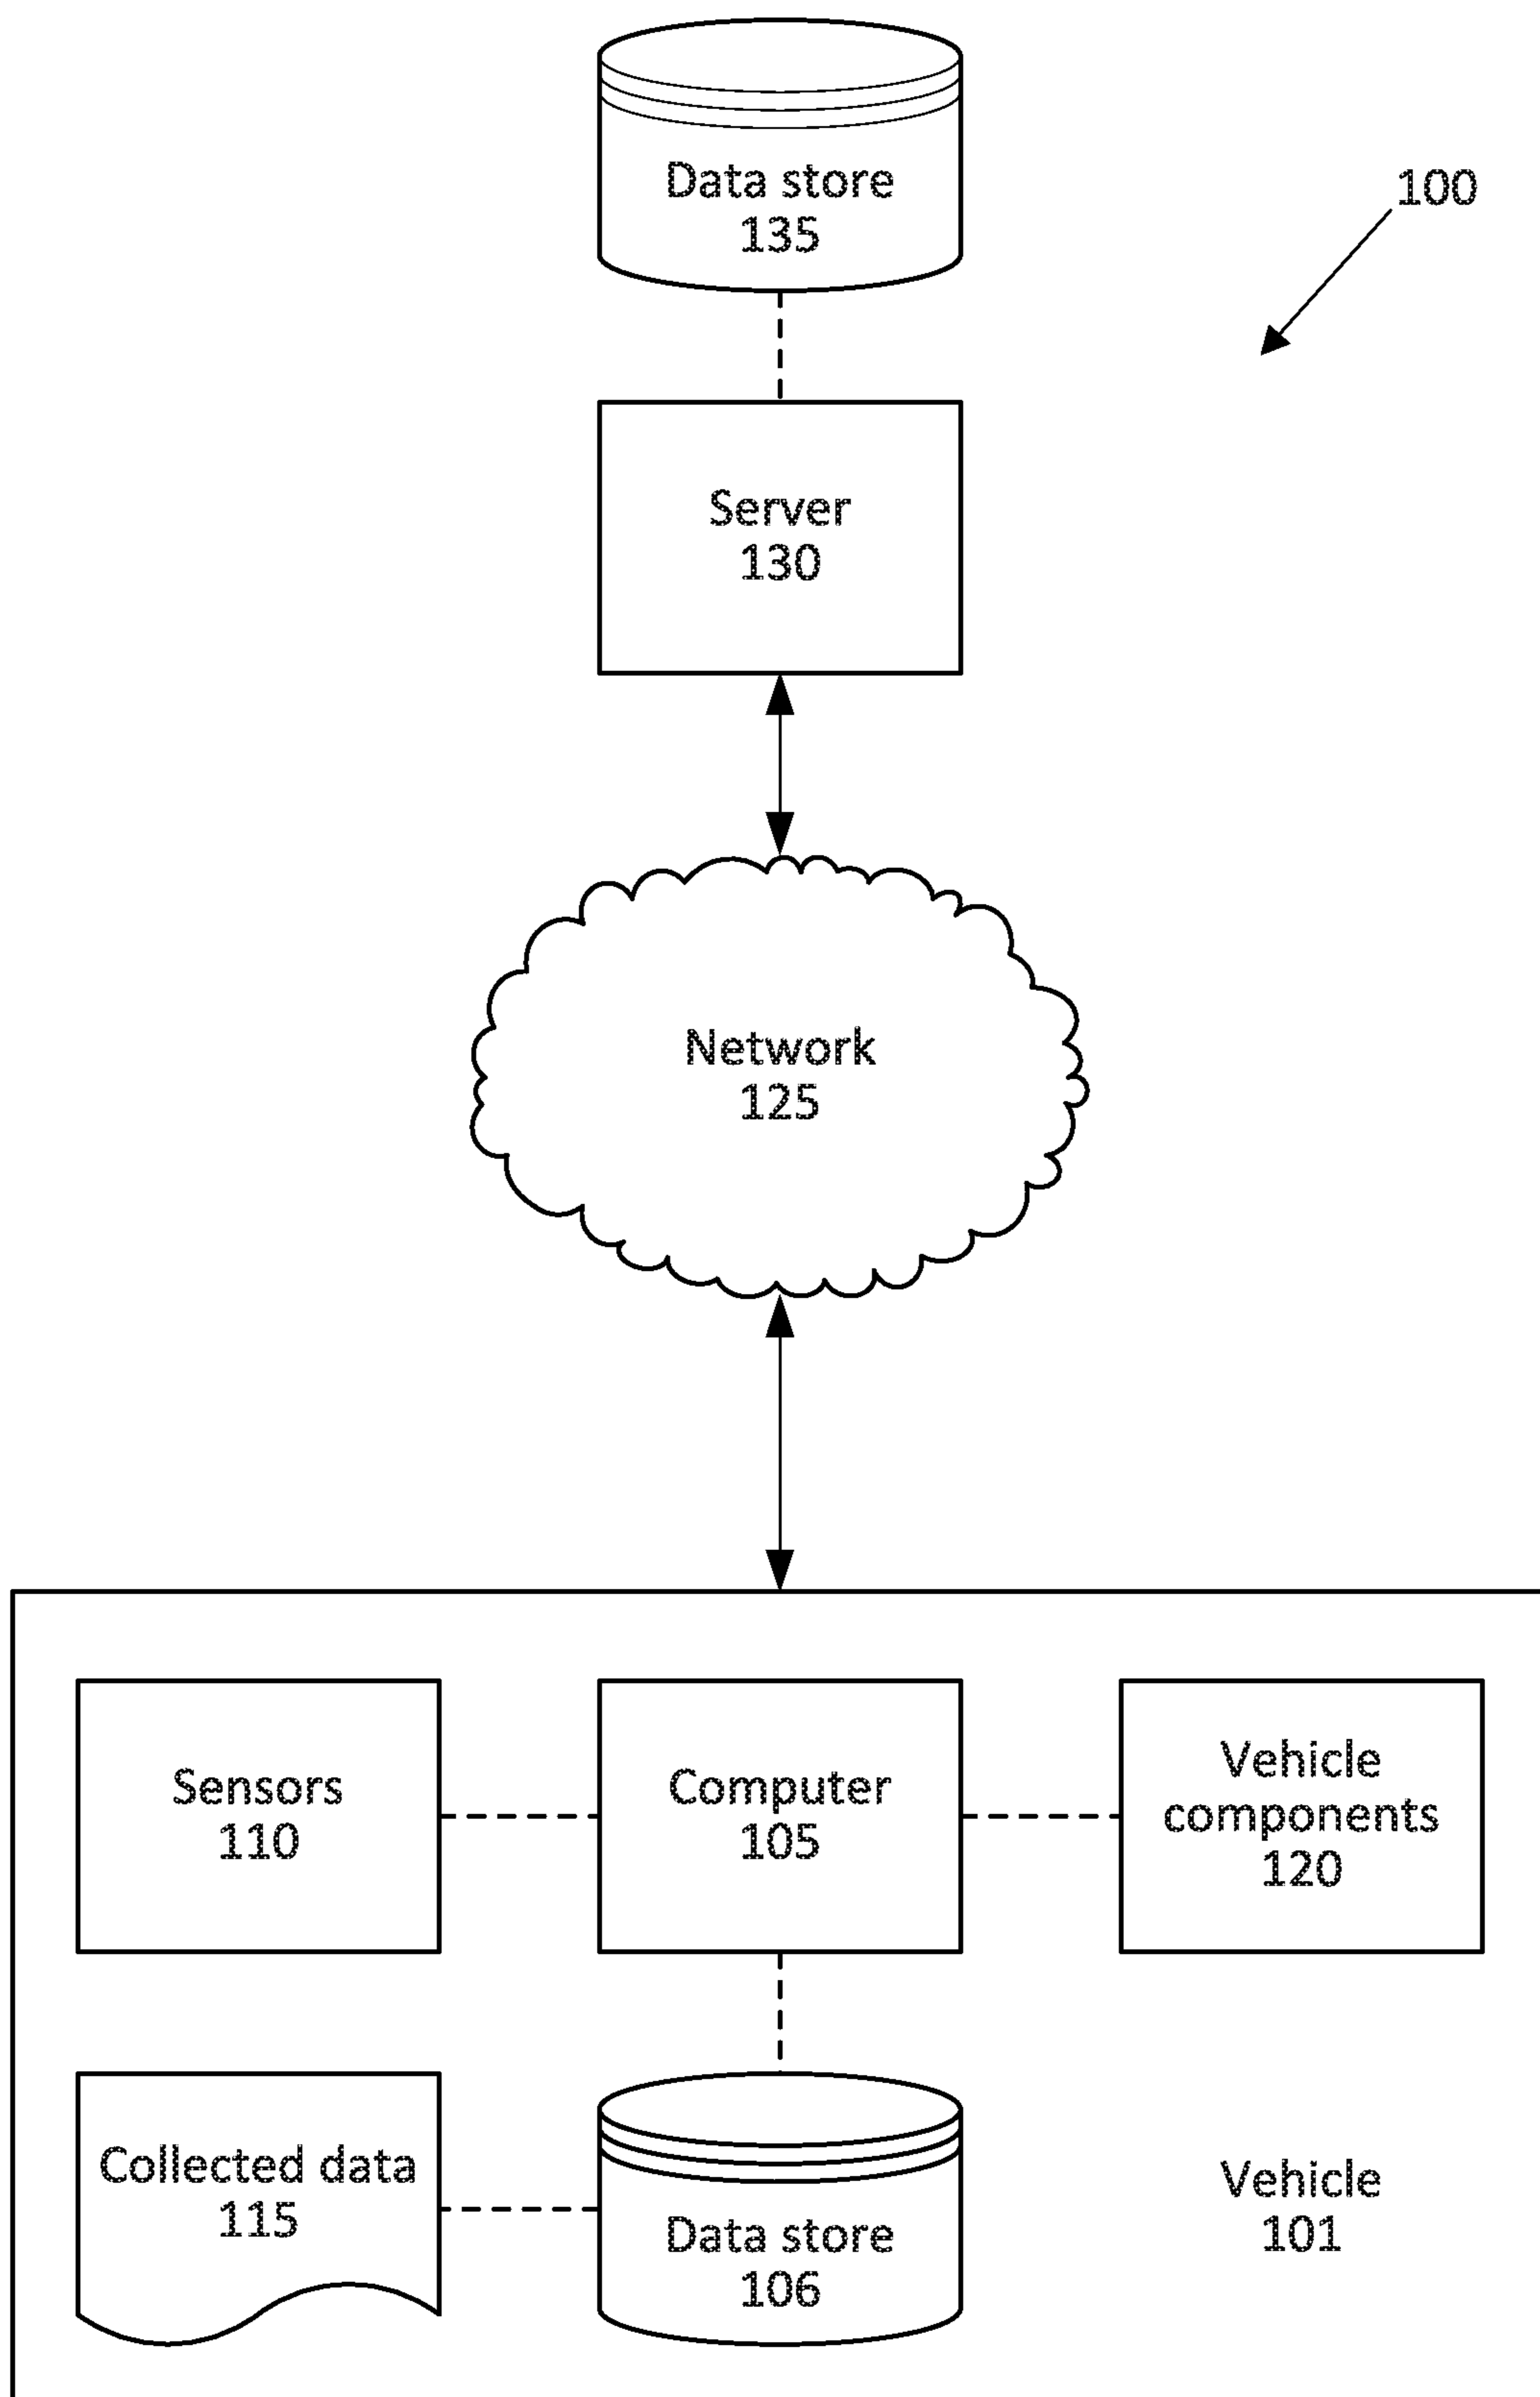 Data store
135
100
Server
130
Network
125
Sensors
110
Computer
105
Vehicle
components
120
Collected data
115
Data store
106
Vehicle
101